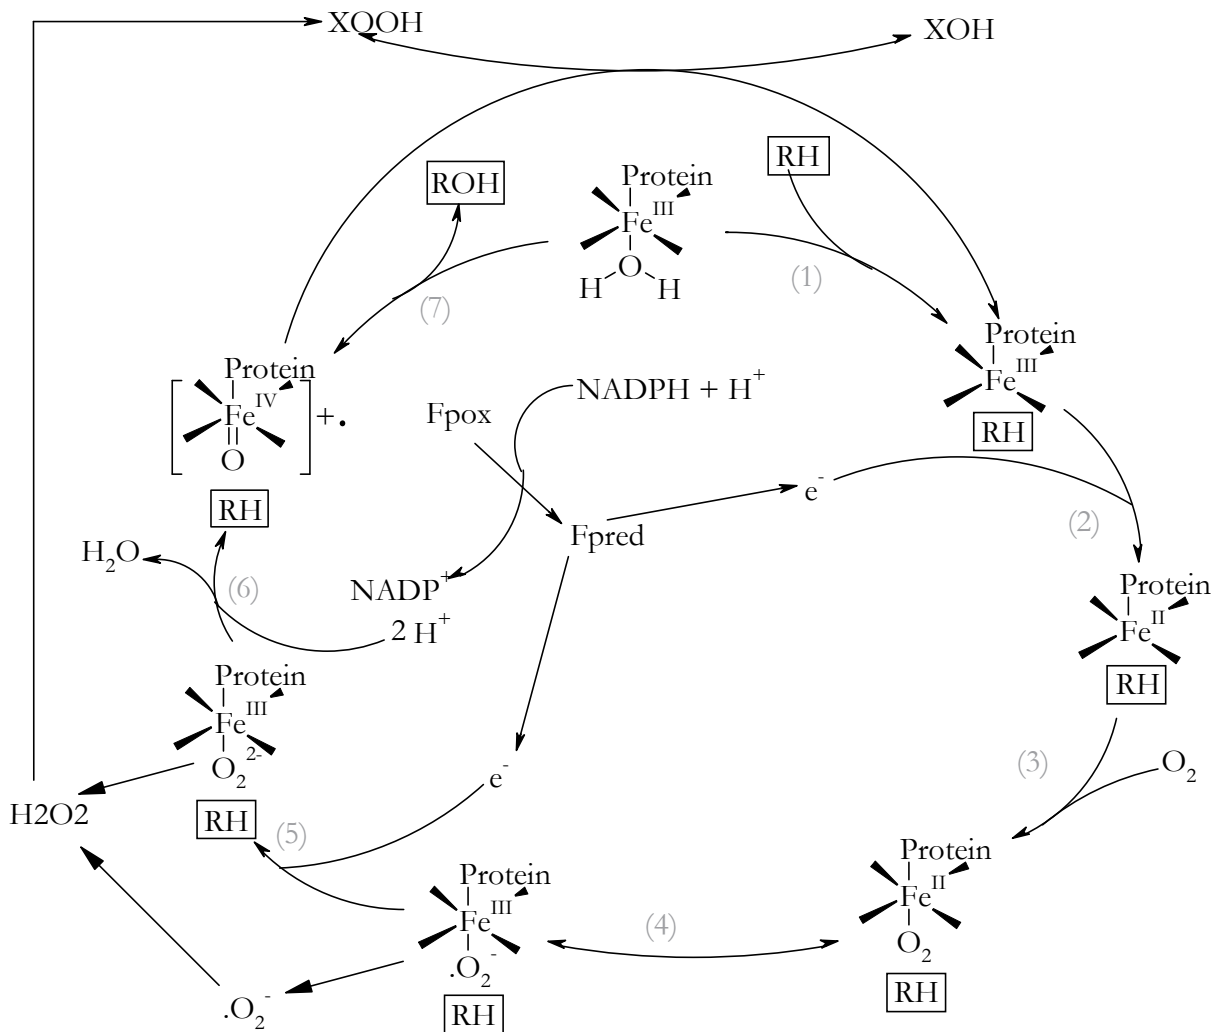 XOOH
XOH
RH
ROH
Protein
Fe III
O
H H
(1)
(7)
Protein
Fe III
RH
Protein
Fe IV
O
+.
RH
NADPH + H+
Fpox
e-
(2)
Fpred
H2O
(6)
NADP+
2 H+
Protein
Fe II
RH
Protein
Fe III
O2 2-
RH
(3)
O2
e-
H2O2
(5)
Protein
Fe II
O2
RH
Protein
Fe III
.O2-
RH
(4)
.O2-